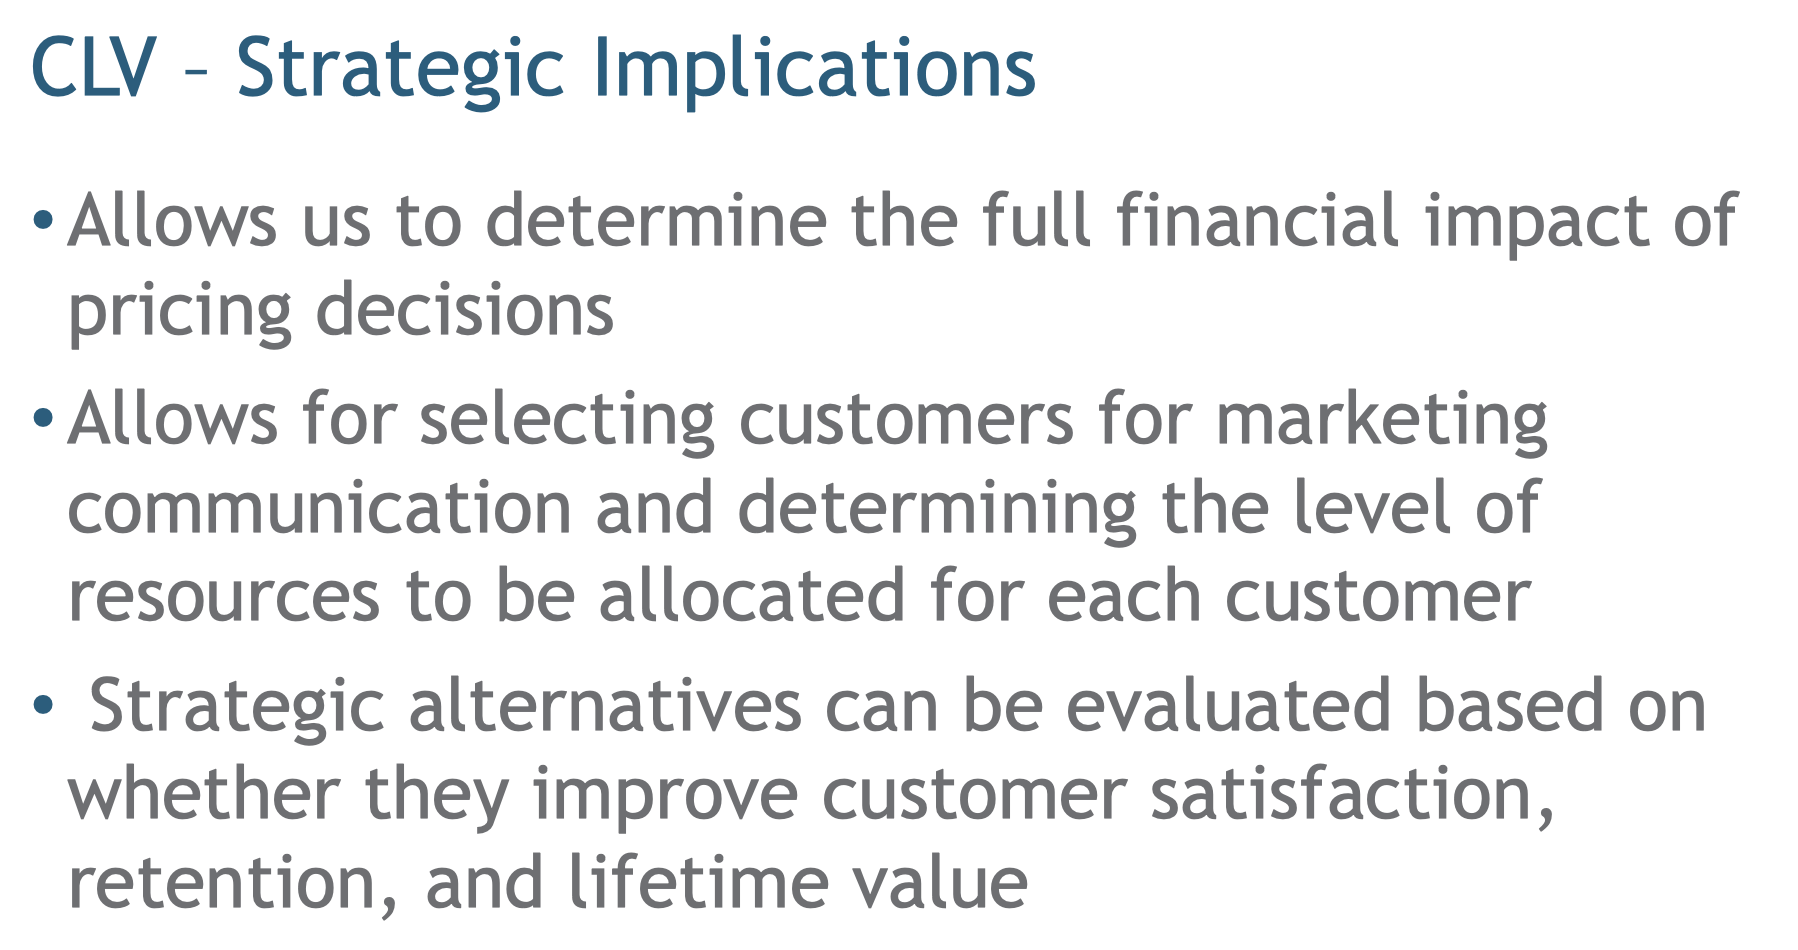 CLV – Strategic Implications
• Allows us to determine the full financial impact of
pricing decisions
• Allows for selecting customers for marketing
communication and determining the level of
resources to be allocated for each customer
• Strategic alternatives can be evaluated based on
whether they improve customer satisfaction,
retention, and lifetime value